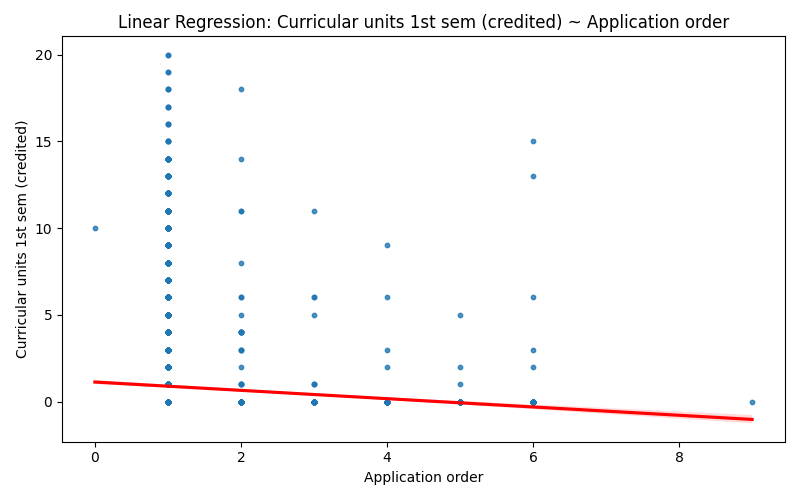 Linear Regression: Curricular units 1st sem (credited) ~ Application order
Curricular units 1st sem (credited)
20
15
10
5
0
0 2 4 6 8
Application order